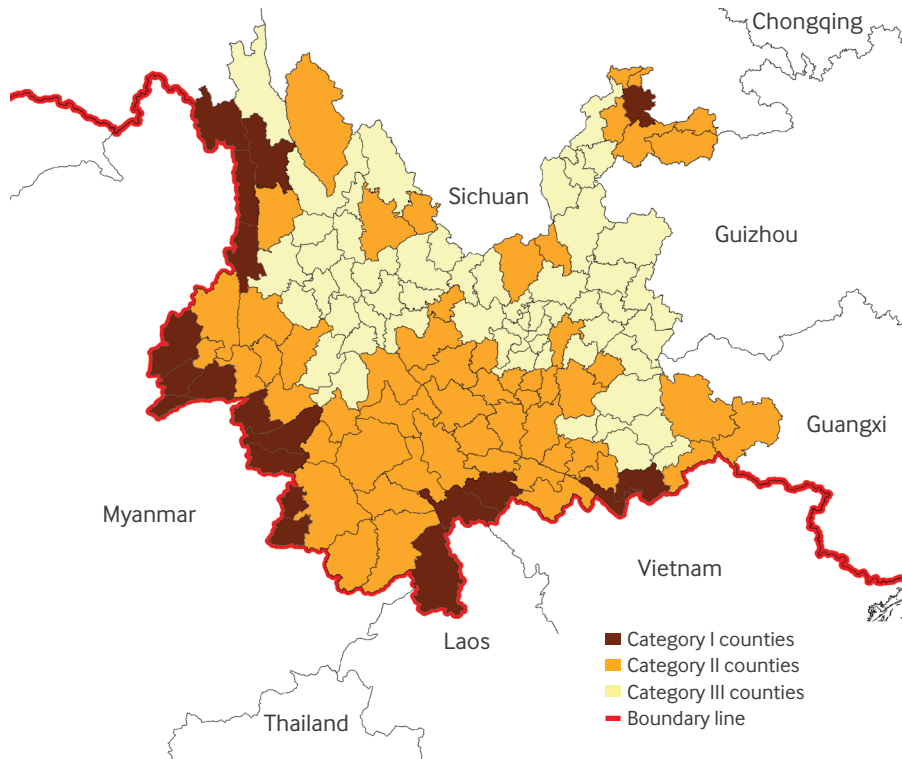 Chongqing
Sichuan
Guizhou
Guangxi
Myanmar
Vietnam
Laos
Thailand
Category I counties
Category II counties
Category III counties
Boundary line